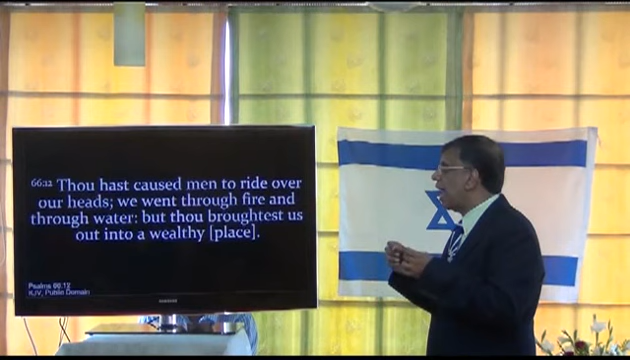 66:12 Thou hast caused men to ride over
our heads; we went through fire and
through water: but thou broughtest us
out into a wealthy [place].
Psalms 66:12
KJV, Public Domain
SAMSUNG